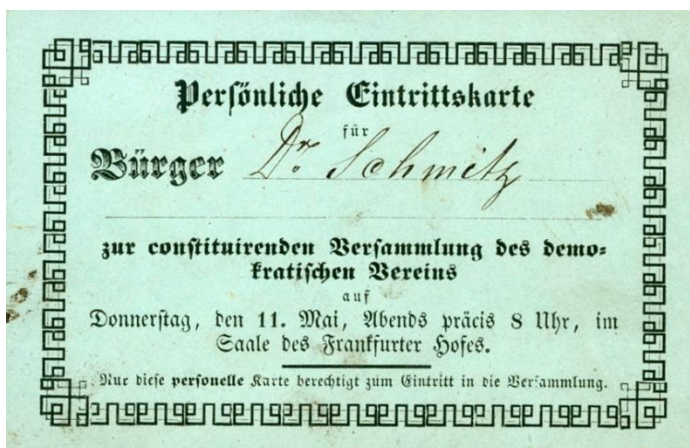 Persönliche Eintrittskarte
für
Bürger Dr. Schmitz
zur constituirenden Versammlung des demo-
kratischen Vereins
auf
Donnerstag, den 11. Mai, Abends präcis 8 Uhr, im
Saale des Frankfurter Hofes.
Nur diese personelle Karte berechtigt zum Eintritt in die Versammlung.